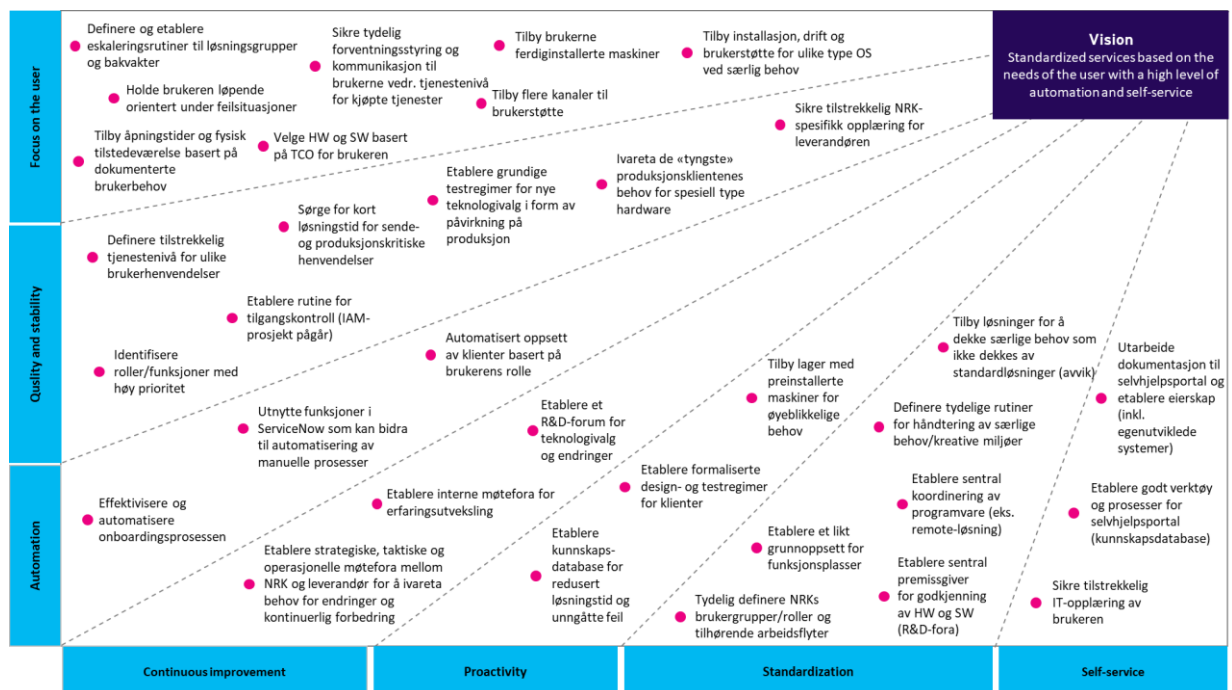 Focus on the user
Quslity and stability
Automation
Vision
Standardized services based on the
needs of the user with a high level of
automation and self-service
Definere og etablere
eskaleringsrutiner til løsningsgrupper
og bakvakter
Sikre tydelig
forventningsstyring og
kommunikasjon til
brukerne vedr. tjenestenivå
for kjøpte tjenester
Tilby brukerne
ferdiginstallerte maskiner
Tilby installasjon, drift og
brukerstøtte for ulike type OS
ved særlig behov
Holde brukeren løpende
orientert under feilsituasjoner
Tilby flere kanaler til
brukerstøtte
Sikre tilstrekkelig NRK-
spesifikk opplæring for
leverandøren
Tilby åpningstider og fysisk
tilstedeværelse basert på
dokumenterte
brukerbehov
Velge HW og SW basert
på TCO for brukeren
Etablere grundige
testregimer for nye
teknologivalg i form av
påvirkning på
produksjon
Ivareta de «tyngste»
produksjonsklientenes
behov for spesiell type
hardware
Sørge for kort
løsningstid for sende-
og produksjonskritiske
henvendelser
Definere tilstrekkelig
tjenestenivå for ulike
brukerhenvendelser
Etablere rutine for
tilgangskontroll (IAM-
prosjekt pågår)
Automatisert oppsett
av klienter basert på
brukerens rolle
Identifisere
roller/funksjoner med
høy prioritet
Tilby løsninger for å
dekke særlige behov som
ikke dekkes av
standardløsninger (avvik)
Tilby lager med
preinstallerte
maskiner for
øyeblikkelige
behov
Utarbeide
dokumentasjon til
selvhjelpsportal og
etablere eierskap
(inkl.
egenutviklede
systemer)
Utnytte funksjoner i
ServiceNow som kan bidra
til automatisering av
manuelle prosesser
Etablere et
R&D-forum for
teknologivalg
og endringer
Definere tydelige rutiner
for håndtering av særlige
behov/kreative miljøer
Etablere formaliserte
design- og testregimer
for klienter
Effektivisere og
automatisere
onboardingsprosessen
Etablere interne møtefora for
erfaringsutveksling
Etablere sentral
koordinering av
programvare (eks.
remote-løsning)
Etablere godt verktøy
og prosesser for
selvhjelpsportal
(kunnskapsdatabase)
Etablere strategiske, taktiske og
operasjonelle møtefora mellom
NRK og leverandør for å ivareta
behov for endringer og
kontinuerlig forbedring
Etablere
kunnskaps-
database for
redusert
løsningstid og
unngåtte feil
Etablere et likt
grunnoppsett for
funksjonsplasser
Tydelig definere NRKs
brukergrupper/roller og
tilhørende arbeidsflyter
Etablere sentral
premissgiver
for godkjenning
av HW og SW
(R&D-fora)
Sikre tilstrekkelig
IT-opplæring av
brukeren
Continuous improvement
Proactivity
Standardization
Self-service